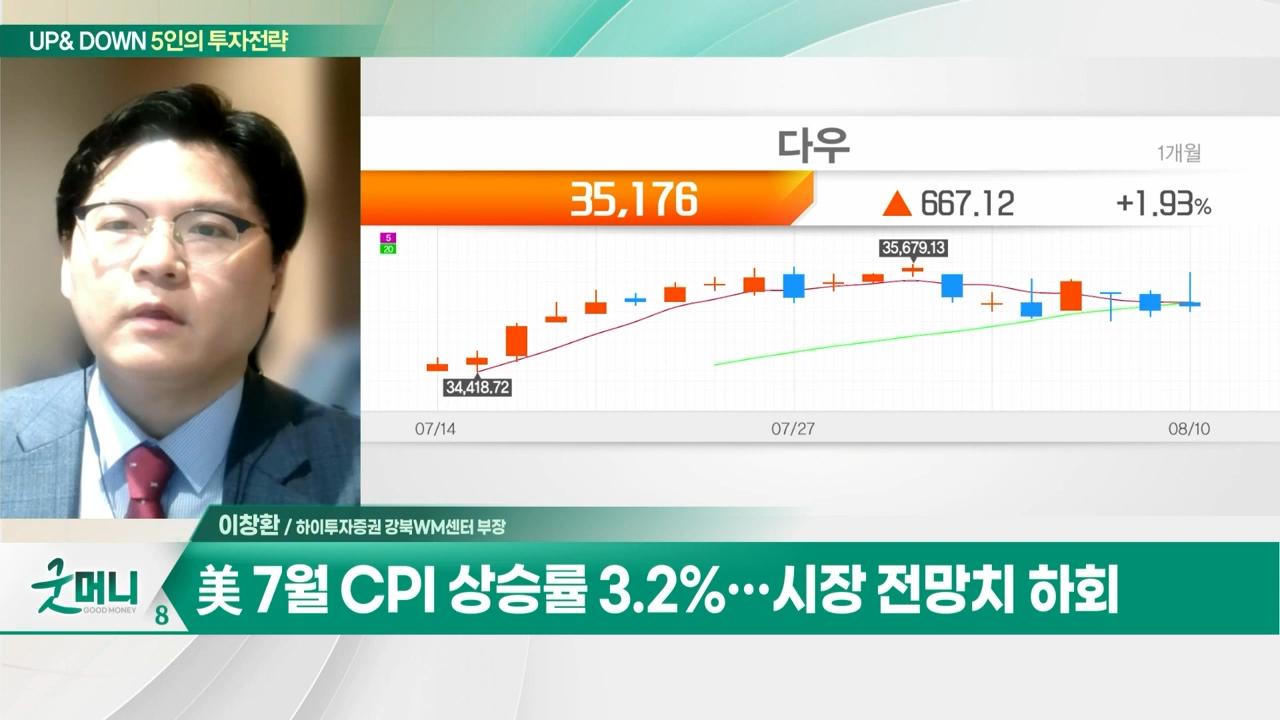 UP& DOWN 5인의 투자전략
다우
1개월
35,176
▲ 667.12
+1.93%
5
20
35,679.13
34,418.72
07/14
07/27
08/10
이창환 / 하이투자증권 강북WM센터 부장
굿머니
GOOD MONEY
8
美 7월 CPI 상승률 3.2%…시장 전망치 하회